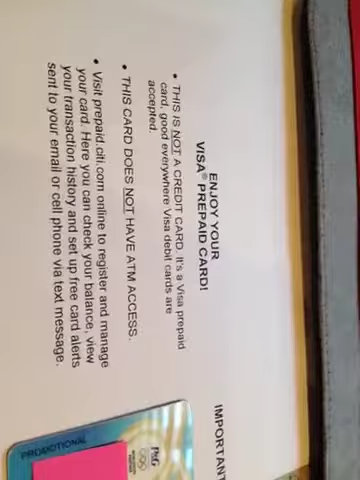 ENJOY YOUR
VISA® PREPAID CARD!
• THIS IS NOT A CREDIT CARD. It's a Visa prepaid
card, good everywhere Visa debit cards are
accepted.
• THIS CARD DOES NOT HAVE ATM ACCESS.
• Visit prepaid.citi.com online to register and manage
your card. Here you can check your balance, view
your transaction history and set up free card alerts
sent to your email or cell phone via text message.
IMPORTANT
P&G
PROMOTIONAL